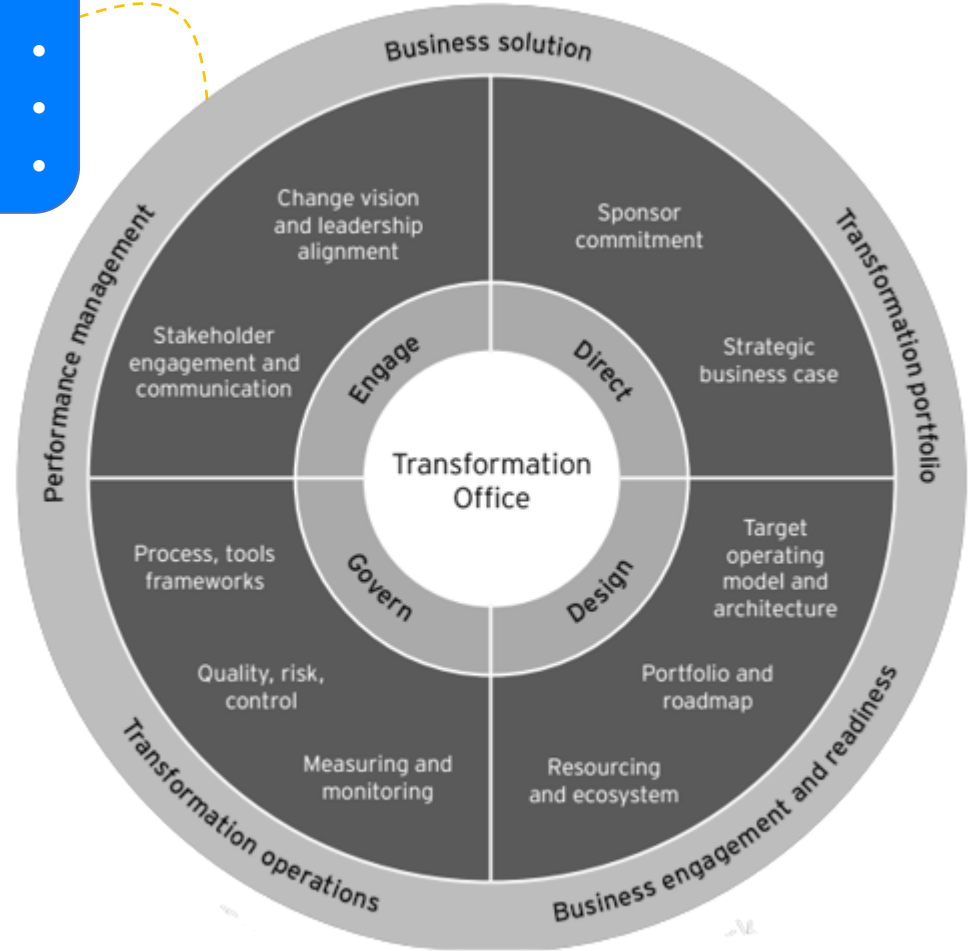 Business solution
Change vision
and leadership
alignment
Sponsor
commitment
Performance management
Transformation portfolio
Stakeholder
engagement and
communication
Engage
Direct
Strategic
business case
Transformation
Office
Process, tools
frameworks
Govern
Design
Target
operating
model and
architecture
Quality, risk,
control
Portfolio and
roadmap
Measuring and
monitoring
Resourcing
and ecosystem
Transformation operations
Business engagement and readiness